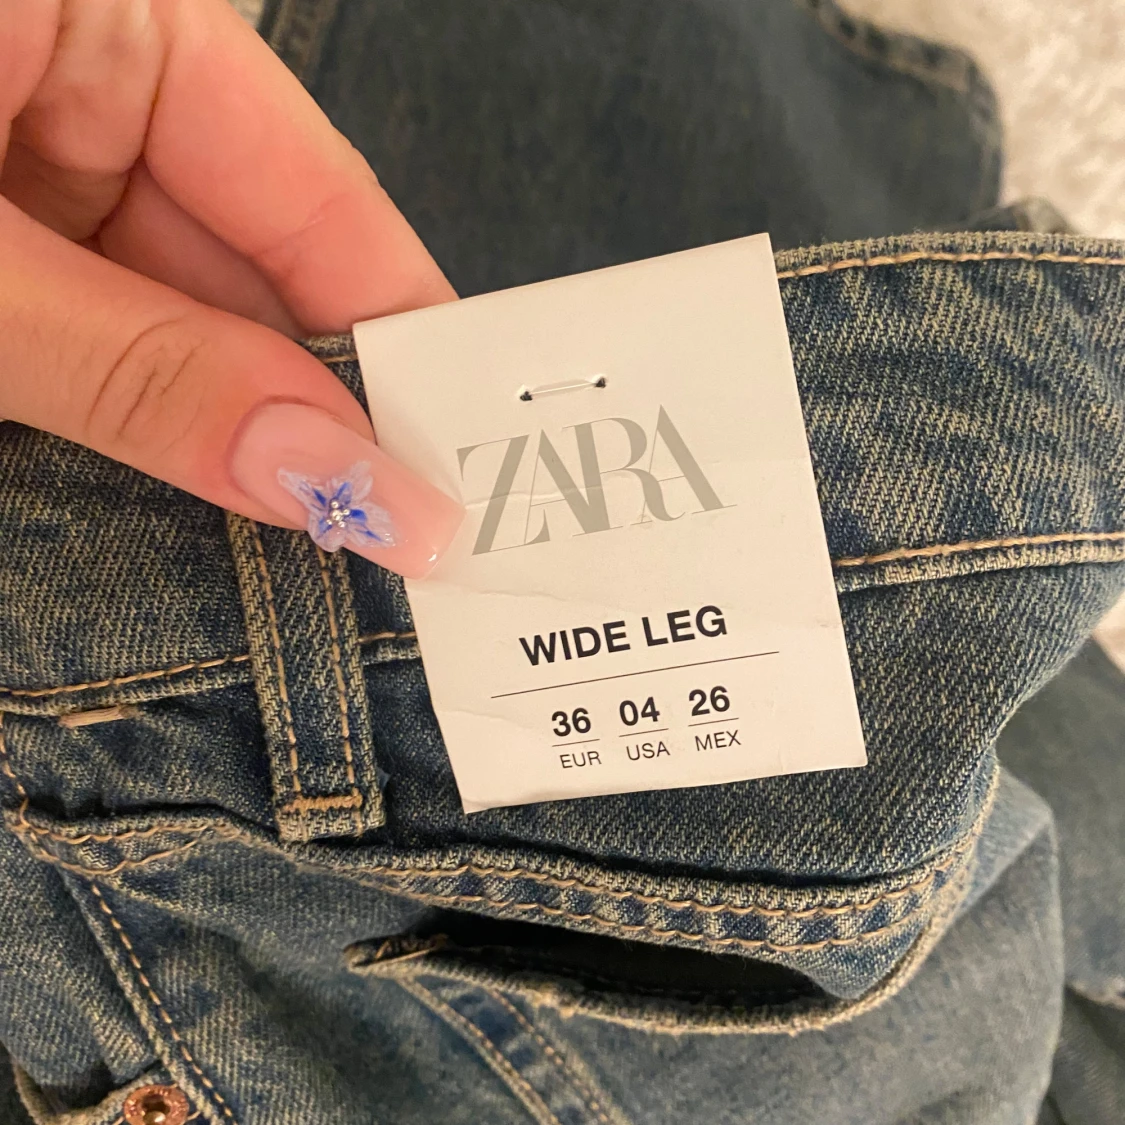 ZARA
WIDE LEG
36 04 26
EUR USA MEX